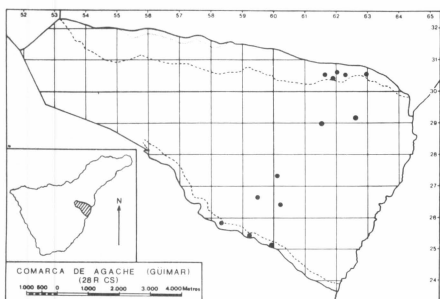 52 53 54 55 56 57 58 59 60 61 62 63 64 65
32
31
30
29
28
27
26
25
24
N
COMARCA DE AGACHE (GUIMAR)
(28 R CS)
1.000 600 0 1.000 2.000 3.000 4.000 Metros